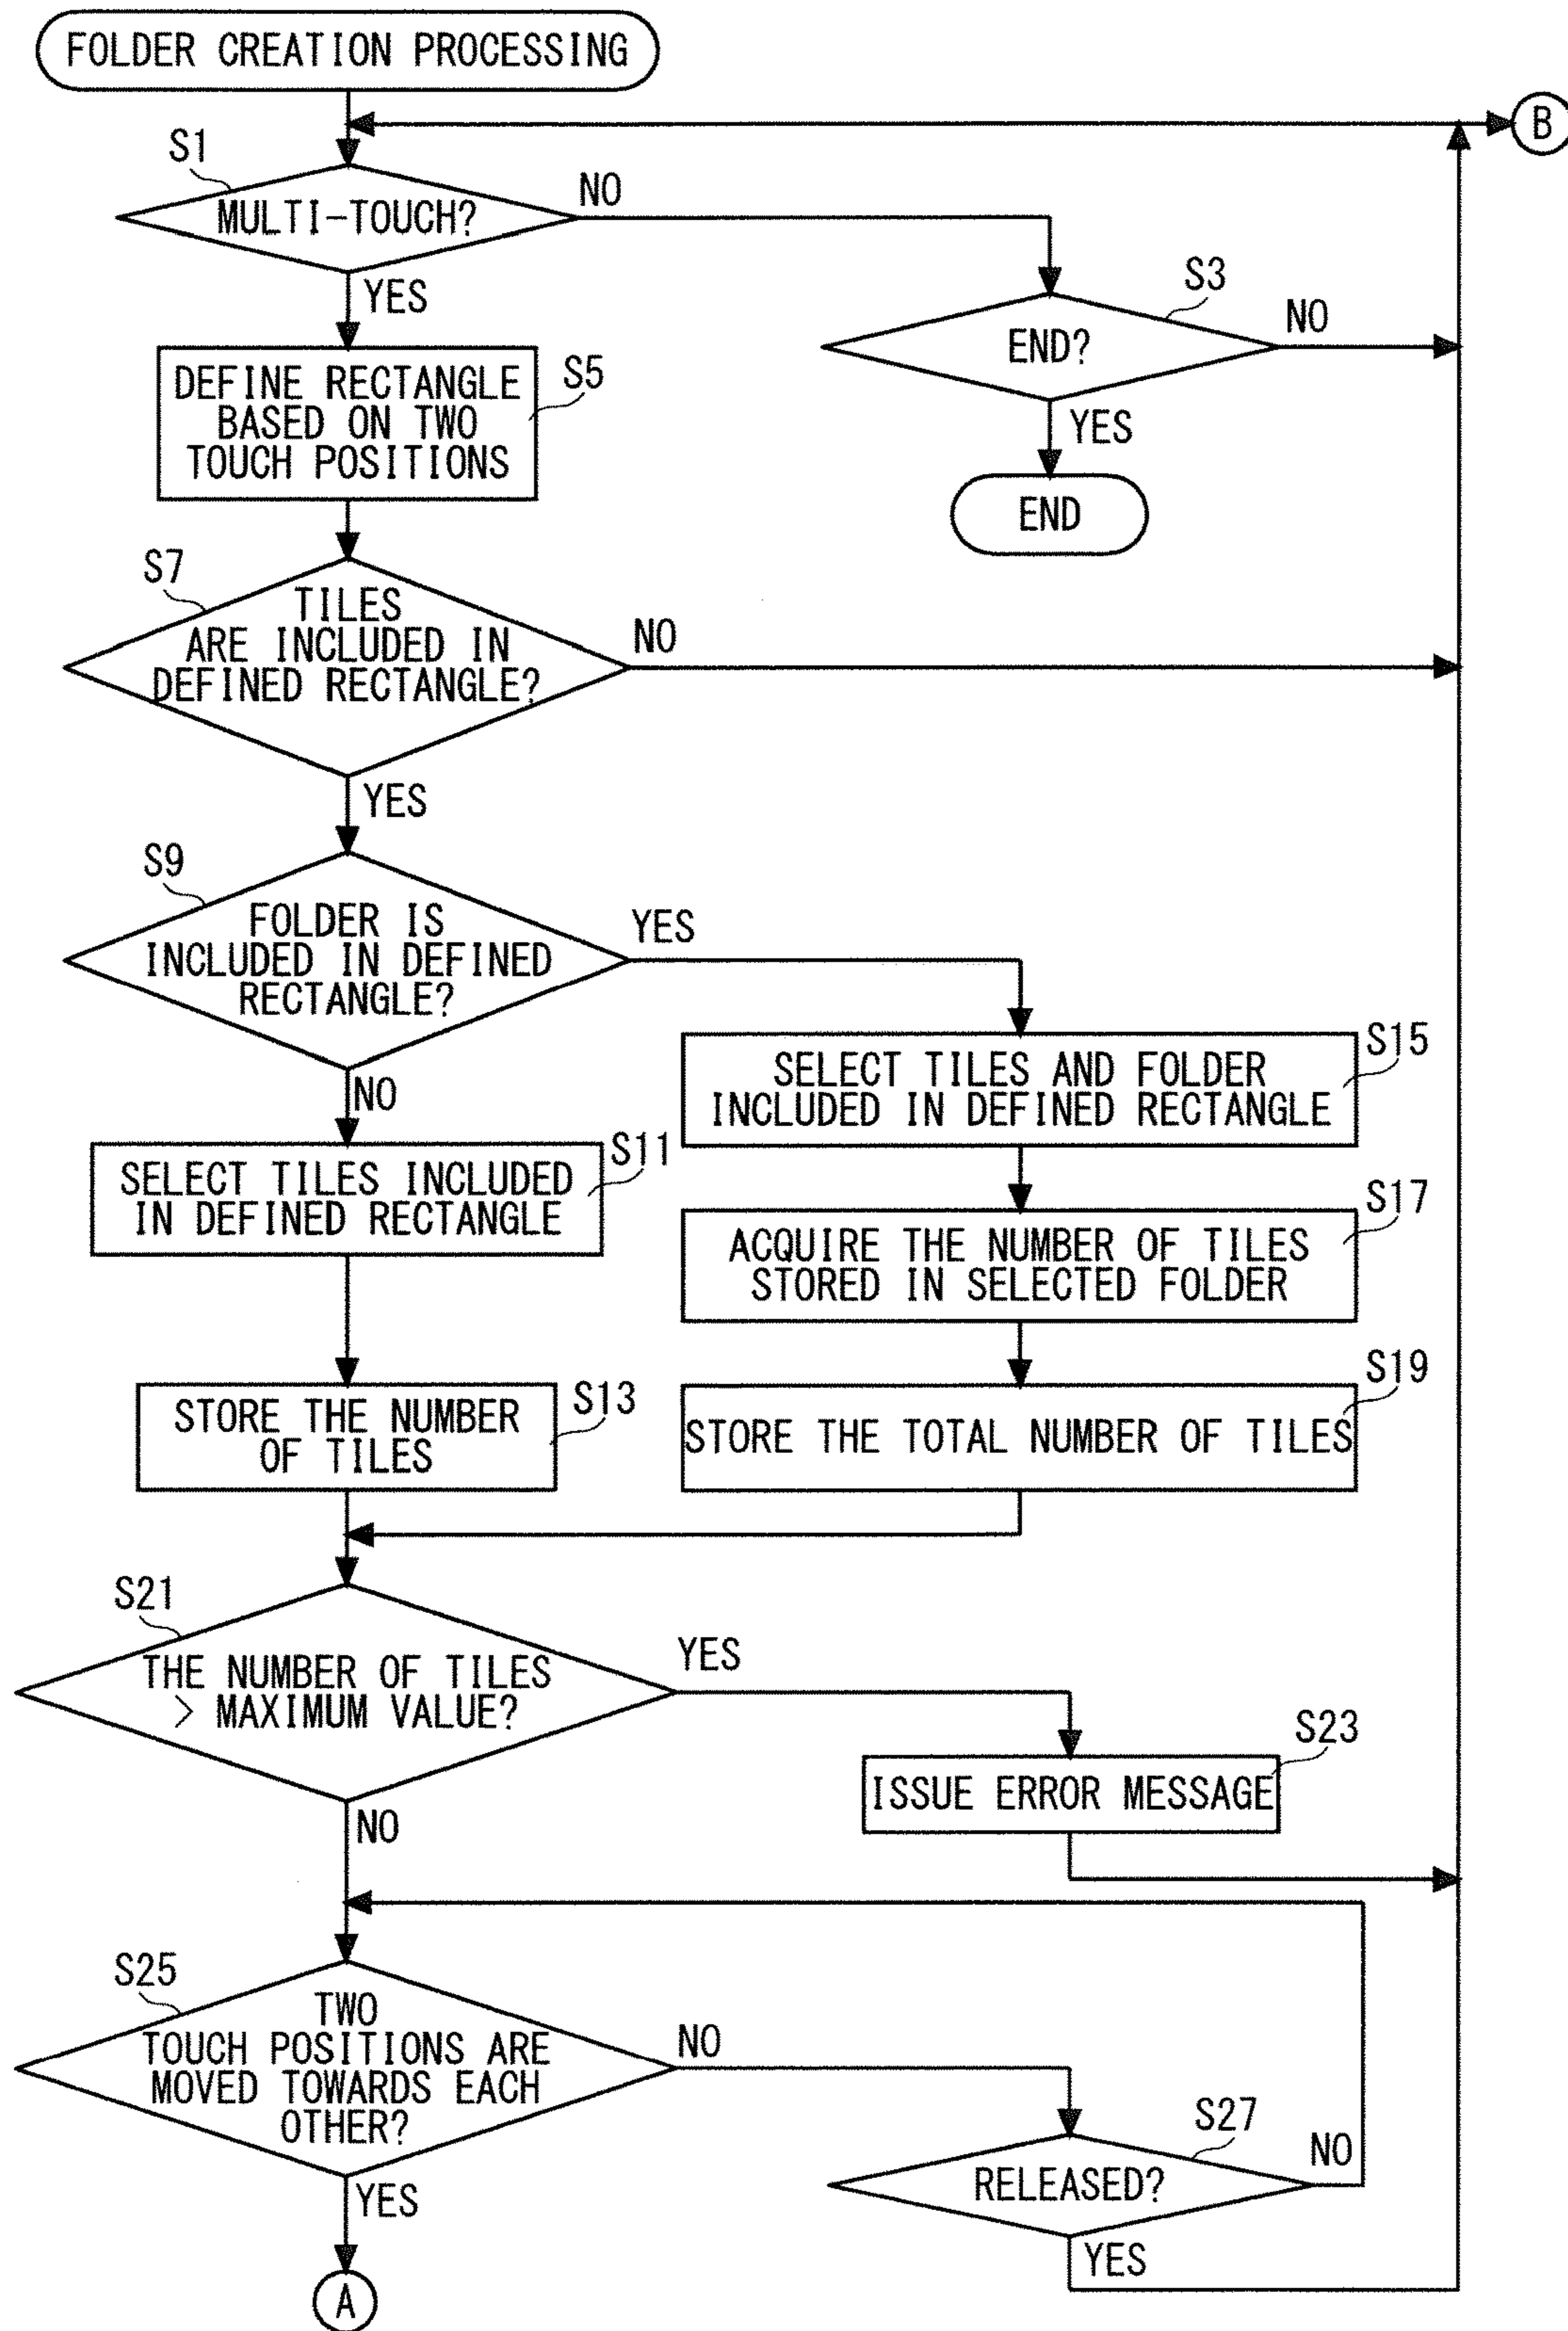 FOLDER CREATION PROCESSING
B
S1
MULTI-TOUCH?
NO
YES
S3
END?
NO
YES
END
DEFINE RECTANGLE
BASED ON TWO
TOUCH POSITIONS
S5
S7
TILES
ARE INCLUDED IN
DEFINED RECTANGLE?
NO
YES
S9
FOLDER IS
INCLUDED IN DEFINED
RECTANGLE?
YES
NO
S15
SELECT TILES AND FOLDER
INCLUDED IN DEFINED RECTANGLE
S11
SELECT TILES INCLUDED
IN DEFINED RECTANGLE
S17
ACQUIRE THE NUMBER OF TILES
STORED IN SELECTED FOLDER
S13
STORE THE NUMBER
OF TILES
S19
STORE THE TOTAL NUMBER OF TILES
S21
THE NUMBER OF TILES
> MAXIMUM VALUE?
YES
NO
S23
ISSUE ERROR MESSAGE
S25
TWO
TOUCH POSITIONS ARE
MOVED TOWARDS EACH
OTHER?
NO
YES
S27
RELEASED?
NO
YES
A